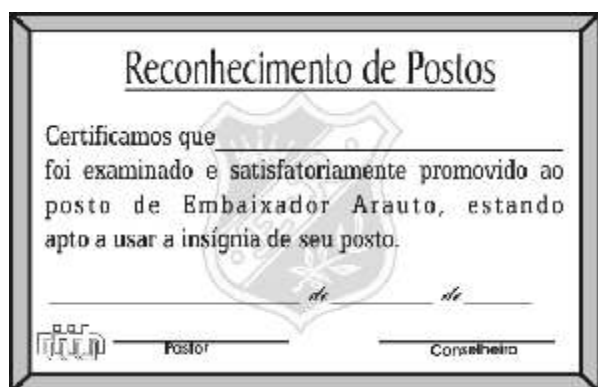 Reconhecimento de Postos
Certificamos que
foi examinado e satisfatoriamente promovido ao
posto de Embaixador Arauto, estando
apto a usar a insígnia de seu posto.
de de
Pastor Conselheiro